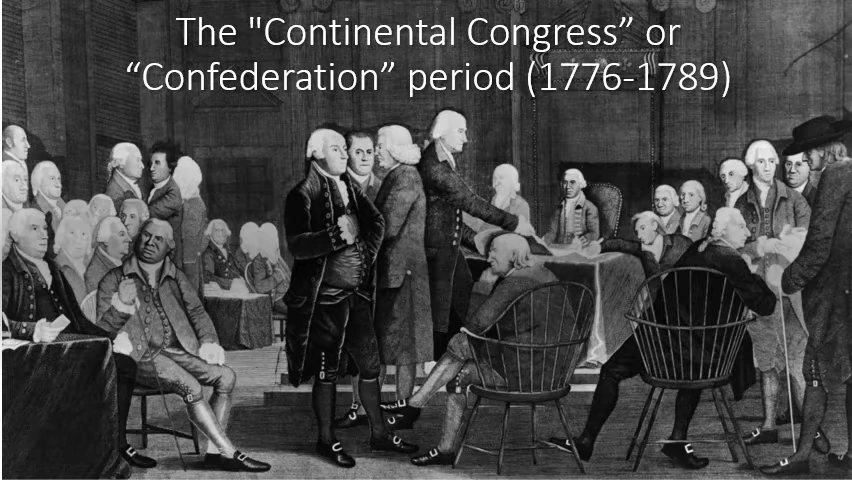 The "Continental Congress” or
“Confederation” period (1776-1789)